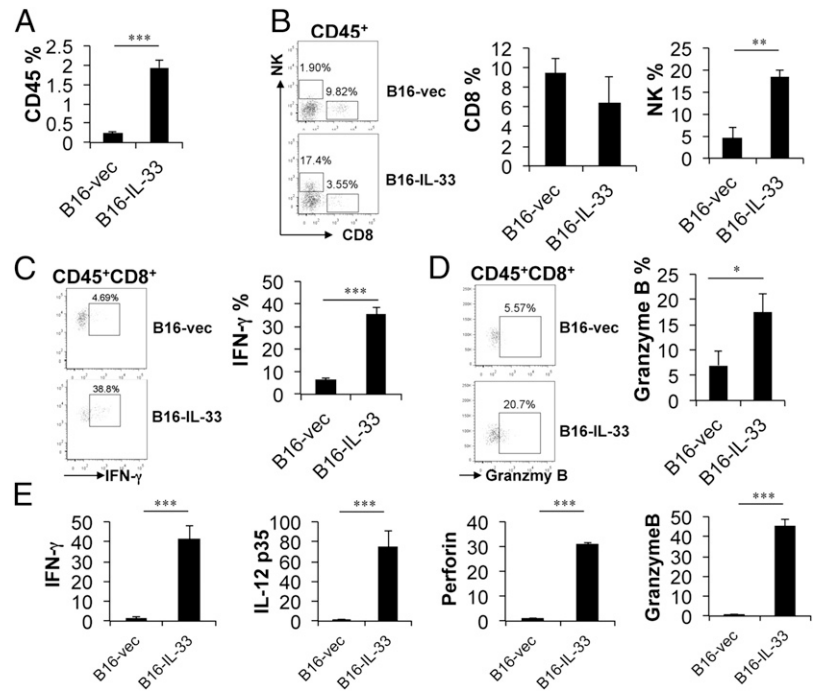 A
CD45 %
***
2.5
2
1.5
1
0.5
0
B16-vec
B16-IL-33
B
CD45+
NK
1.90%
9.82%
B16-vec
17.4%
3.55%
B16-IL-33
CD8
CD8 %
12
10
8
6
4
2
0
B16-vec
B16-IL-33
NK %
**
25
20
15
10
5
0
B16-vec
B16-IL-33
C
CD45+CD8+
4.69%
B16-vec
38.8%
B16-IL-33
IFN-γ
IFN-γ %
***
50
40
30
20
10
0
B16-vec
B16-IL-33
D
CD45+CD8+
5.57%
B16-vec
20.7%
B16-IL-33
Granzmy B
Granzyme B %
*
25
20
15
10
5
0
B16-vec
B16-IL-33
E
IFN-γ
***
50
40
30
20
10
0
B16-vec
B16-IL-33
IL-12 p35
***
100
80
60
40
20
0
B16-vec
B16-IL-33
Perforin
***
40
30
20
10
0
B16-vec
B16-IL-33
GranzymeB
***
50
40
30
20
10
0
B16-vec
B16-IL-33